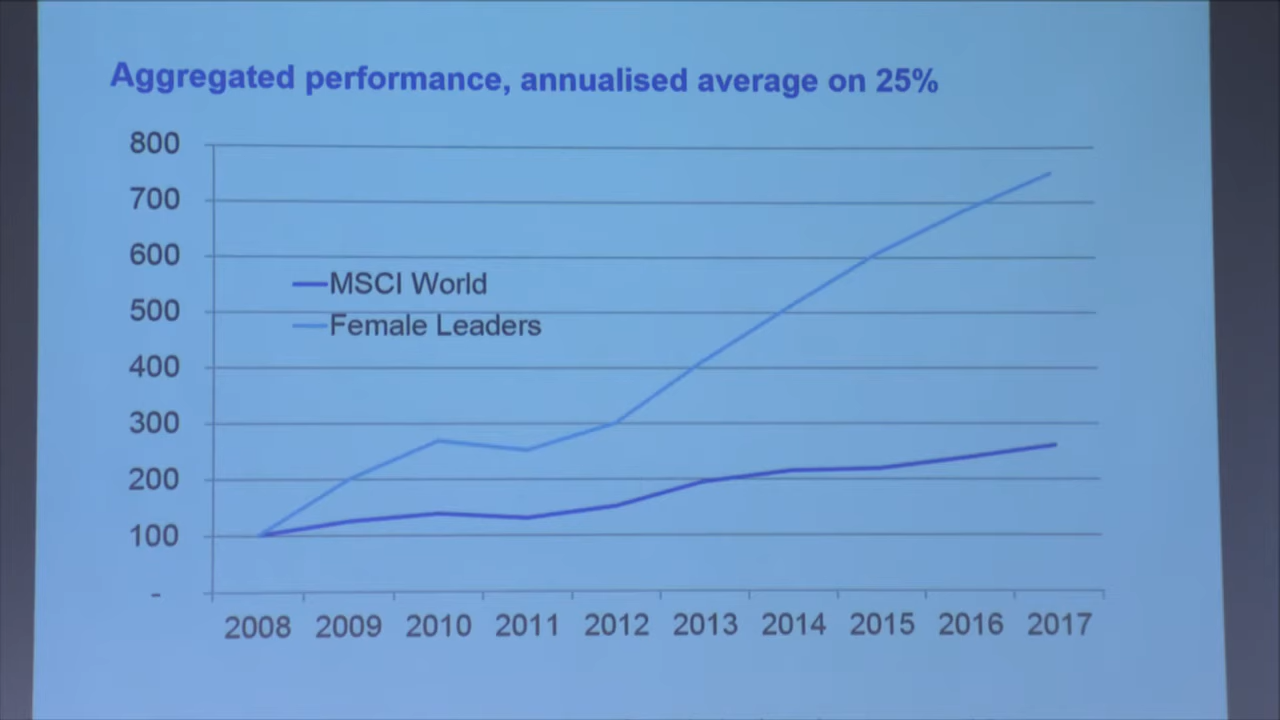 Aggregated performance, annualised average on 25%
800
700
600
500
400
300
200
100
-
MSCI World
Female Leaders
2008 2009 2010 2011 2012 2013 2014 2015 2016 2017